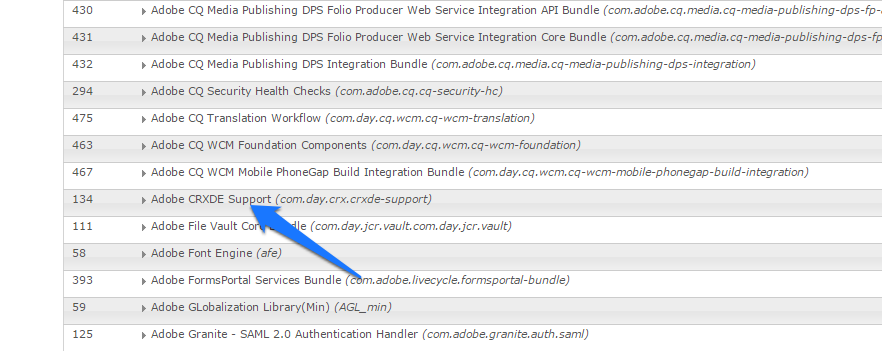 430 Adobe CQ Media Publishing DPS Folio Producer Web Service Integration API Bundle (com.adobe.cq.media.cq-media-publishing-dps-fp-
431 Adobe CQ Media Publishing DPS Folio Producer Web Service Integration Core Bundle (com.adobe.cq.media.cq-media-publishing-dps-fp
432 Adobe CQ Media Publishing DPS Integration Bundle (com.adobe.cq.media.cq-media-publishing-dps-integration)
294 Adobe CQ Security Health Checks (com.adobe.cq.cq-security-hc)
475 Adobe CQ Translation Workflow (com.day.cq.wcm.cq-wcm-translation)
463 Adobe CQ WCM Foundation Components (com.day.cq.wcm.cq-wcm-foundation)
467 Adobe CQ WCM Mobile PhoneGap Build Integration Bundle (com.day.cq.wcm.cq-wcm-mobile-phonegap-build-integration)
134 Adobe CRXDE Support (com.day.crx.crxde-support)
111 Adobe File Vault Core (com.day.jcr.vault.com.day.jcr.vault)
58 Adobe Font Engine (afe)
393 Adobe FormsPortal Services Bundle (com.adobe.livecycle.formsportal-bundle)
59 Adobe GLobalization Library(Min) (AGL_min)
125 Adobe Granite - SAML 2.0 Authentication Handler (com.adobe.granite.auth.saml)